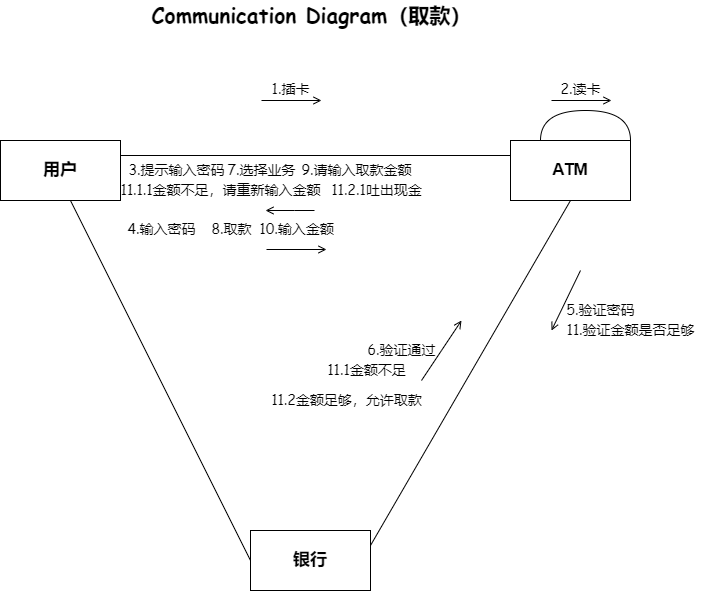 Communication Diagram（取款）
1.插卡
2.读卡
用户
ATM
3.提示输入密码 7.选择业务 9.请输入取款金额
11.1.1金额不足，请重新输入金额 11.2.1吐出现金
4.输入密码 8.取款 10.输入金额
5.验证密码
11.验证金额是否足够
6.验证通过
11.1金额不足
11.2金额足够，允许取款
银行